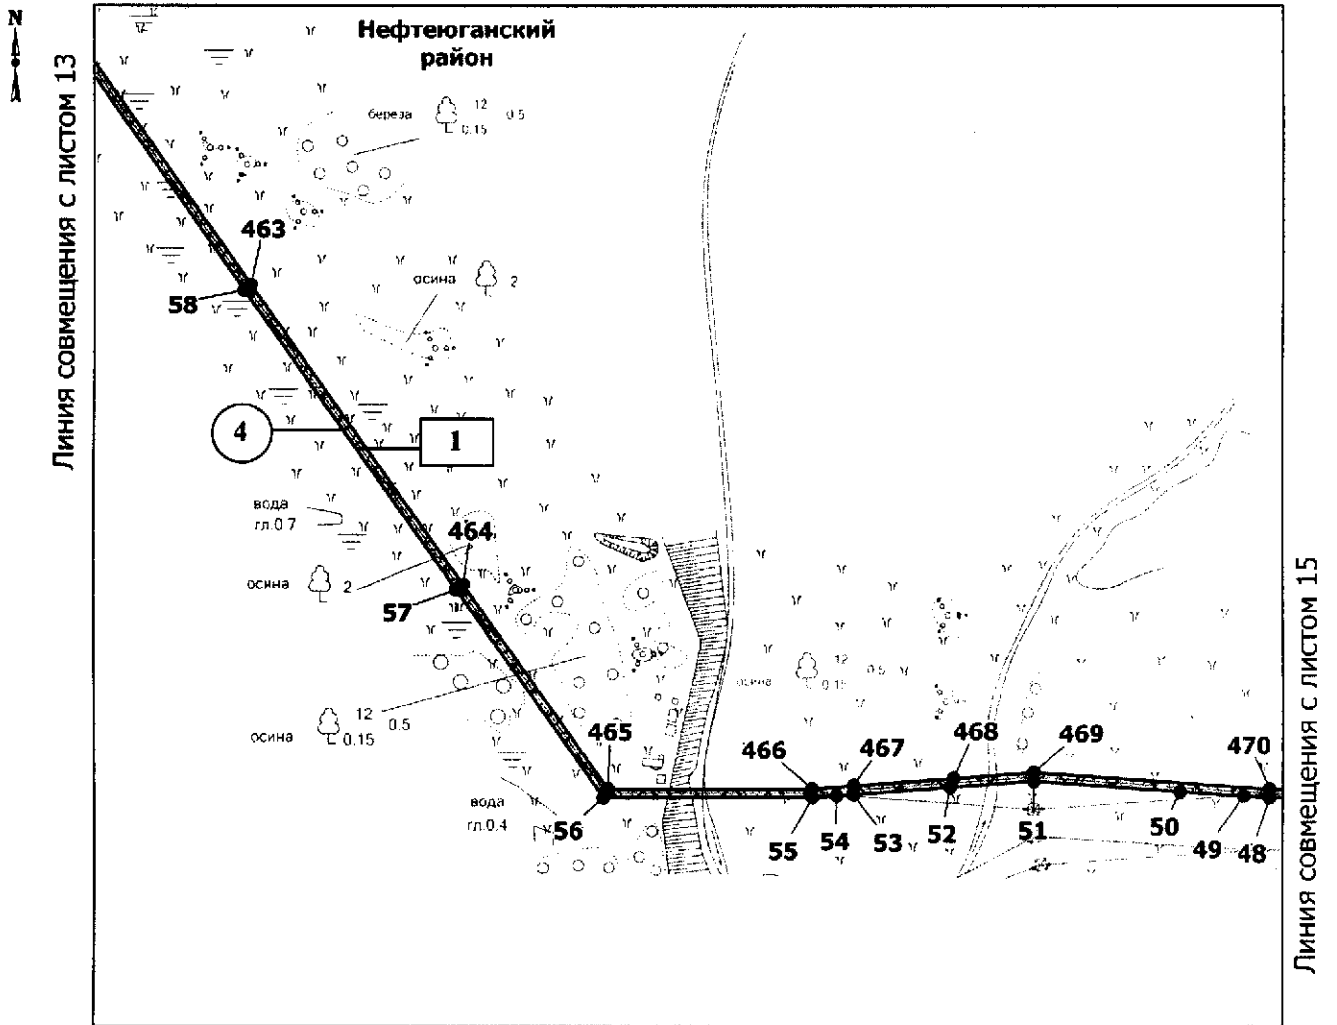 N
Линия совмещения с листом 13
Нефтеюганский
район
береза 12 0.5
0.15
463
58
осина 2
4
1
вода
гл.0.7
464
осина 2
57
осина 12 0.5
0.15
осина 12 0.5
0.15
465
466
467
468
469
470
вода
гл.0.4
56
55
54
53
52
51
50
49
48
Линия совмещения с листом 15